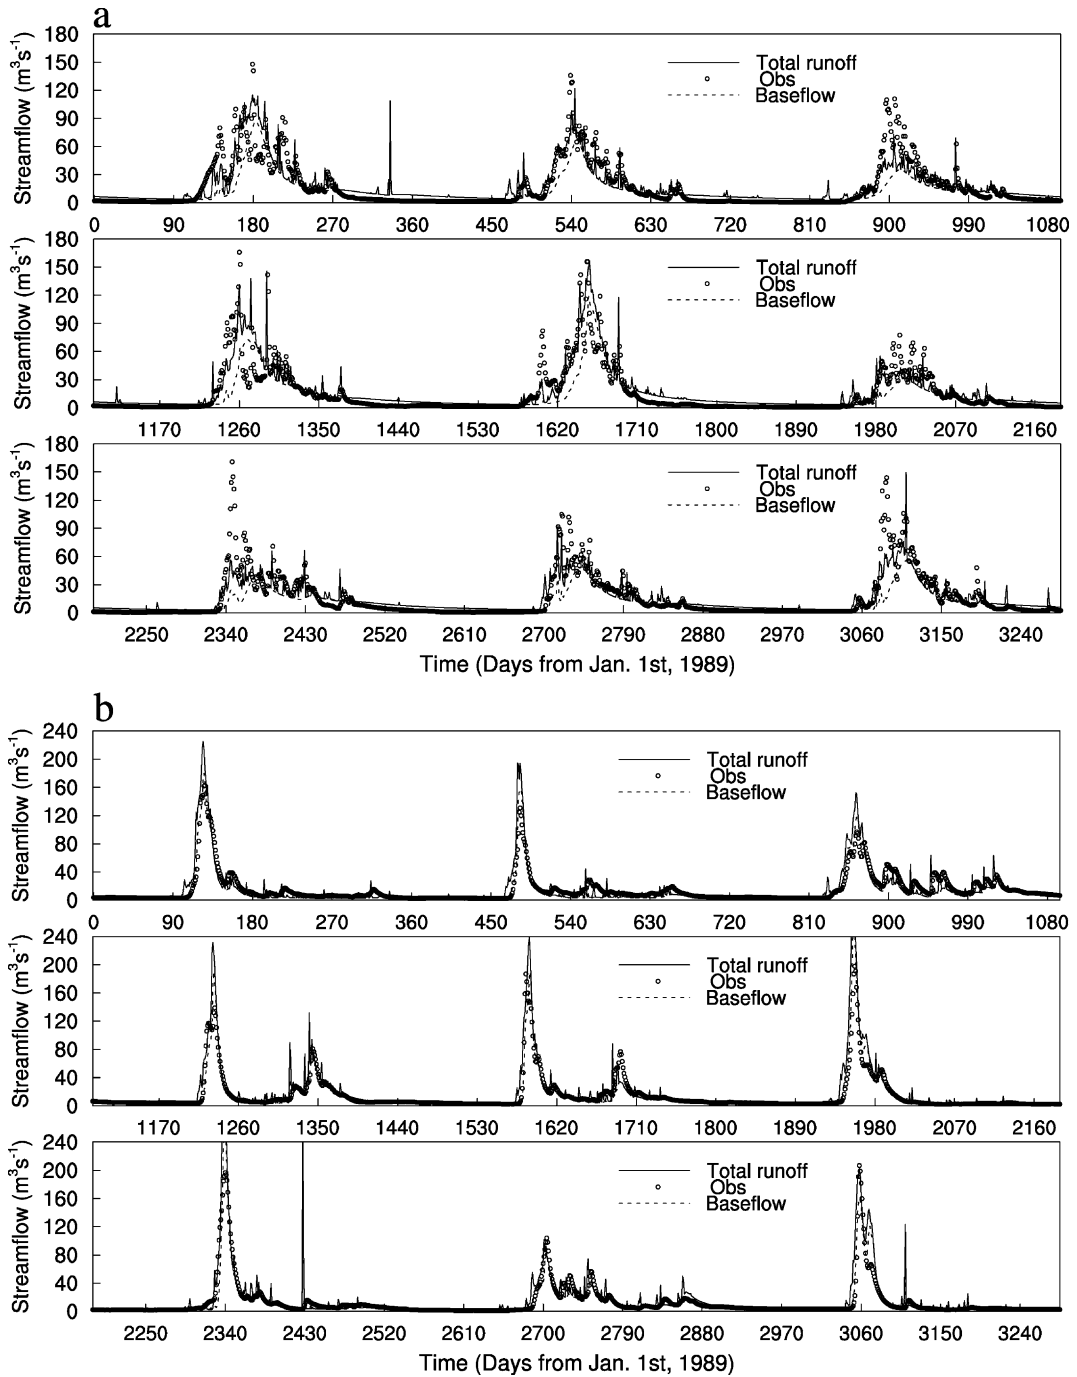 a
Streamflow (m³s⁻¹)
180
150
120
90
60
30
0
Total runoff
Obs
Baseflow
0 90 180 270 360 450 540 630 720 810 900 990 1080
Streamflow (m³s⁻¹)
180
150
120
90
60
30
0
Total runoff
Obs
Baseflow
1170 1260 1350 1440 1530 1620 1710 1800 1890 1980 2070 2160
Streamflow (m³s⁻¹)
180
150
120
90
60
30
0
Total runoff
Obs
Baseflow
2250 2340 2430 2520 2610 2700 2790 2880 2970 3060 3150 3240
Time (Days from Jan. 1st, 1989)
b
Streamflow (m³s⁻¹)
240
200
160
120
80
40
0
Total runoff
Obs
Baseflow
0 90 180 270 360 450 540 630 720 810 900 990 1080
Streamflow (m³s⁻¹)
240
200
160
120
80
40
0
Total runoff
Obs
Baseflow
1170 1260 1350 1440 1530 1620 1710 1800 1890 1980 2070 2160
Streamflow (m³s⁻¹)
240
200
160
120
80
40
0
Total runoff
Obs
Baseflow
2250 2340 2430 2520 2610 2700 2790 2880 2970 3060 3150 3240
Time (Days from Jan. 1st, 1989)